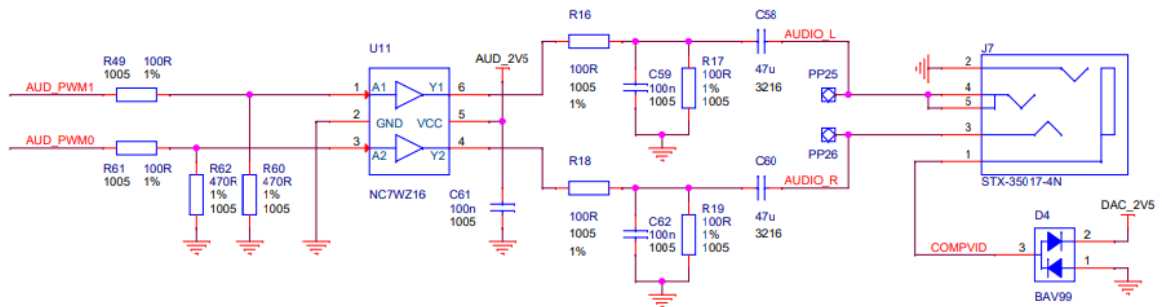 R49 100R
1005 1%
AUD_PWM1
AUD_PWM0
R61 100R
1005 1%
R62
470R
1%
1005
R60
470R
1%
1005
U11
1 A1 Y1 6
2 GND VCC 5
3 A2 Y2 4
NC7WZ16
AUD_2V5
C61
100n
1005
R16
100R
1005
1%
C59
100n
1005
R17
100R
1%
1005
C58
47u
3216
AUDIO_L
PP25
PP26
R18
100R
1005
1%
C62
100n
1005
R19
100R
1%
1005
C60
47u
3216
AUDIO_R
J7
2
4
5
3
1
STX-35017-4N
D4
DAC_2V5
COMPVID 3
2
1
BAV99